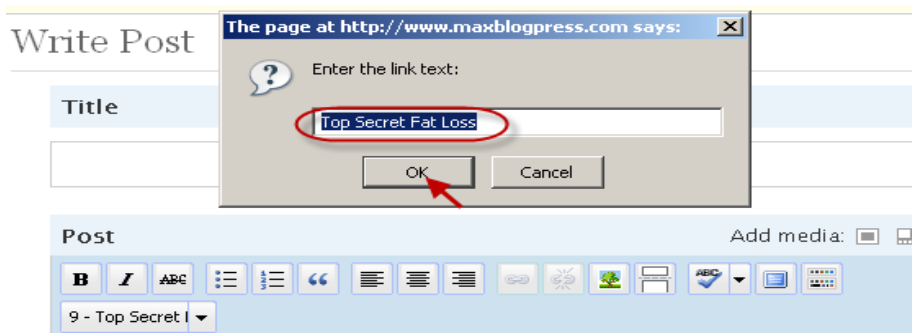 The page at http://www.maxblogpress.com says:
Write Post
Enter the link text:
Title
Top Secret Fat Loss
OK Cancel
Post Add media:
B I ABC ABC
9 - Top Secret